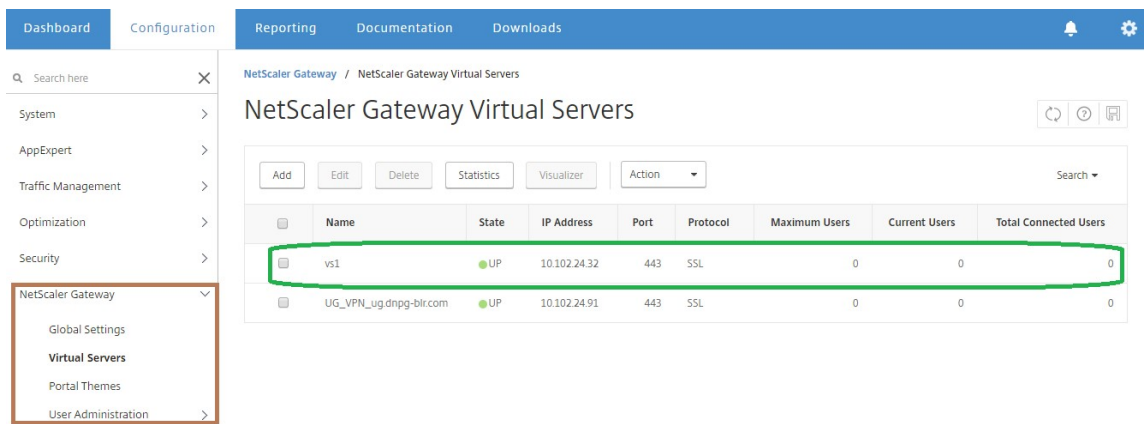 Dashboard Configuration Reporting Documentation Downloads
Search here
NetScaler Gateway / NetScaler Gateway Virtual Servers
System
NetScaler Gateway Virtual Servers
AppExpert
Add Edit Delete Statistics Visualizer Action Search
Traffic Management
Optimization
Name State IP Address Port Protocol Maximum Users Current Users Total Connected Users
Security
vs1 UP 10.102.24.32 443 SSL 0 0 0
NetScaler Gateway
UG_VPN_ug.dnpg-blr.com UP 10.102.24.91 443 SSL 0 0 0
Global Settings
Virtual Servers
Portal Themes
User Administration